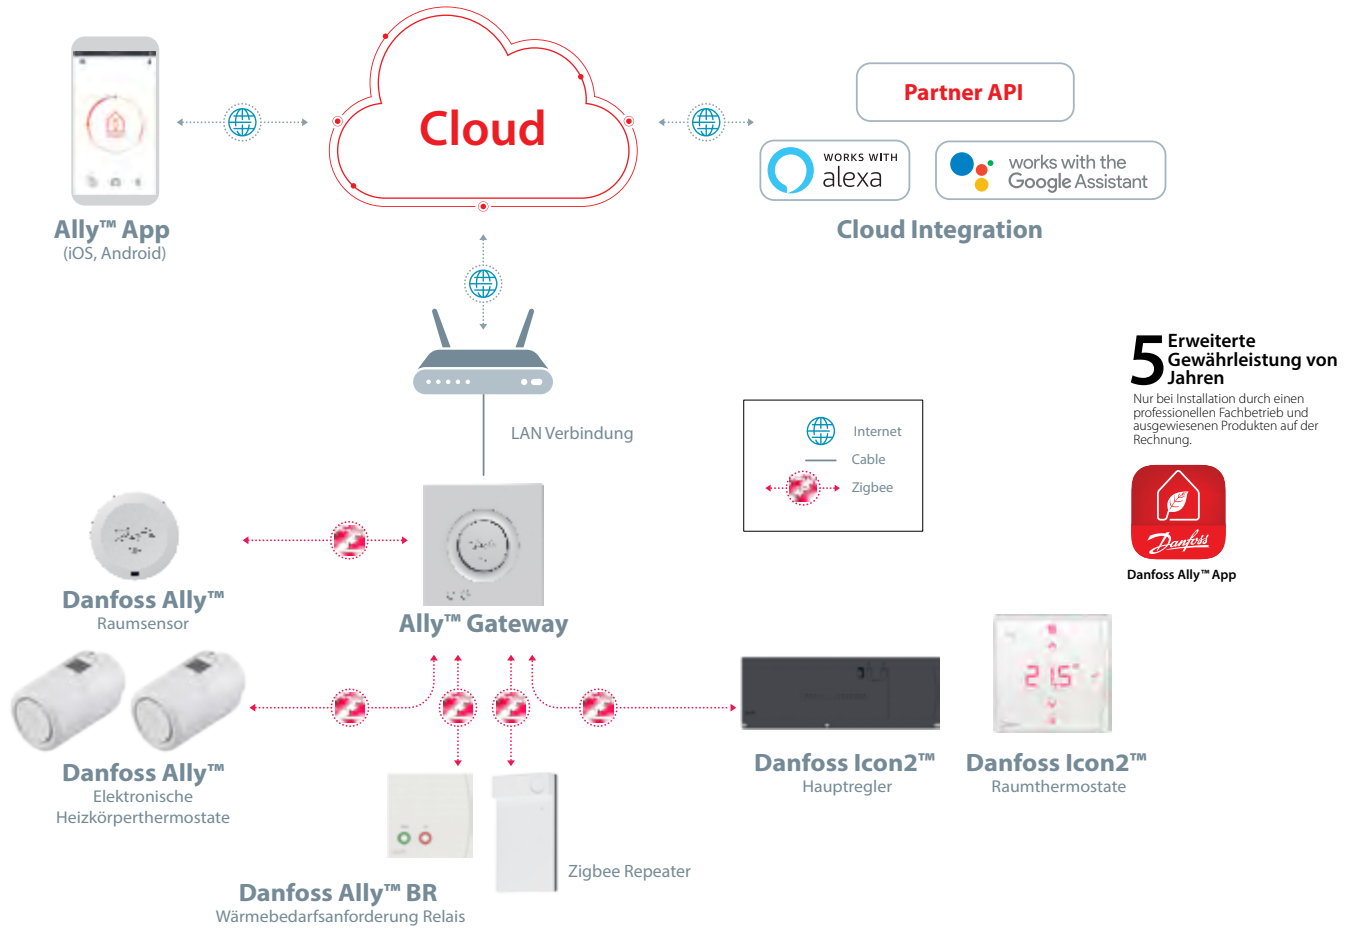 Cloud
Partner API
WORKS WITH
alexa
works with the
Google Assistant
Ally™ App
(iOS, Android)
Cloud Integration
Erweiterte
5 Gewährleistung von
Jahren
Nur bei Installation durch einen
professionellen Fachbetrieb und
ausgewiesenen Produkten auf der
Rechnung.
LAN Verbindung
Internet
Cable
Zigbee
Danfoss
Danfoss Ally™ App
Danfoss Ally™
Raumsensor
Ally™ Gateway
21.5°
Danfoss Ally™
Elektronische
Heizkörperthermostate
Danfoss Icon2™
Hauptregler
Danfoss Icon2™
Raumthermostate
Zigbee Repeater
Danfoss Ally™ BR
Wärmebedarfsanforderung Relais